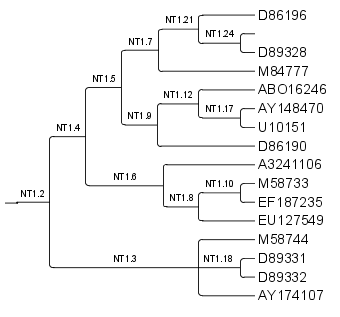 NT1.21
D86196
NT1.24
NT1.7
D89328
NT1.5
M84777
NT1.12
ABO16246
NT1.17
AY148470
NT1.9
U10151
NT1.4
D86190
A3241106
NT1.6
NT1.10
M58733
NT1.8
EF187235
NT1.2
EU127549
M58744
NT1.3
NT1.18
D89331
D89332
AY174107